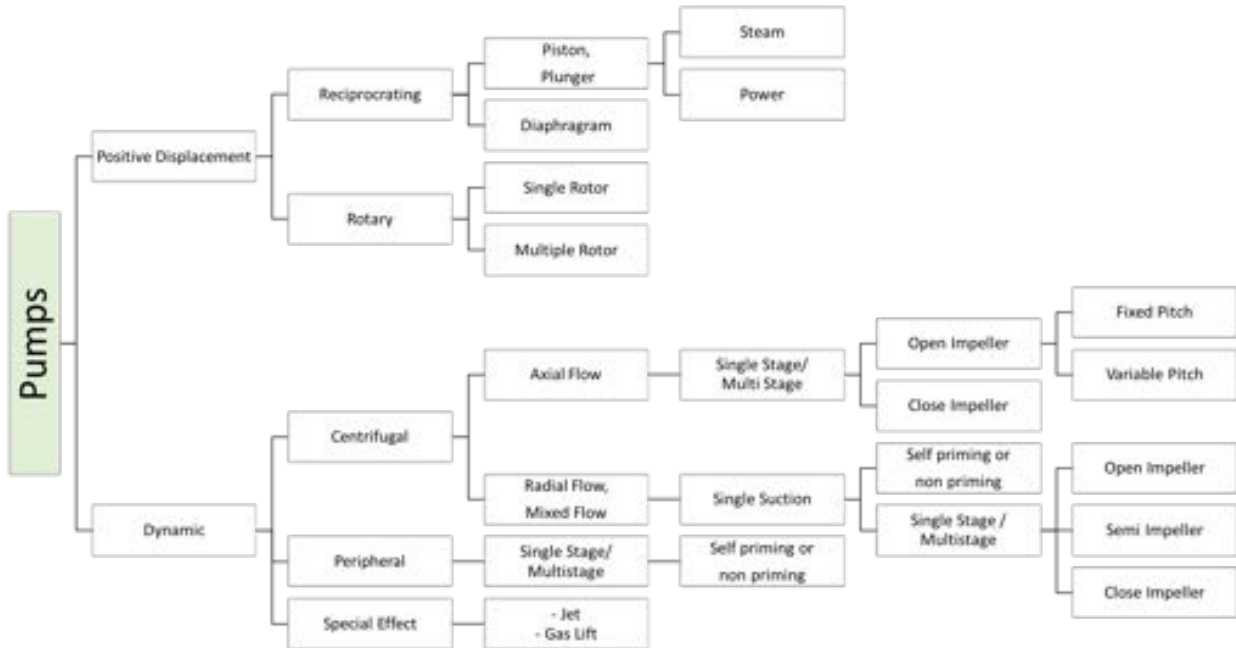 Pumps
Positive Displacement
Reciprocrating
Piston,
Plunger
Steam
Power
Diaphragram
Rotary
Single Rotor
Multiple Rotor
Dynamic
Centrifugal
Axial Flow
Single Stage/
Multi Stage
Open Impeller
Fixed Pitch
Variable Pitch
Close Impeller
Radial Flow,
Mixed Flow
Single Suction
Self priming or
non priming
Single Stage /
Multistage
Open Impeller
Semi Impeller
Close Impeller
Peripheral
Single Stage/
Multistage
Self priming or
non priming
Special Effect
- Jet
- Gas Lift